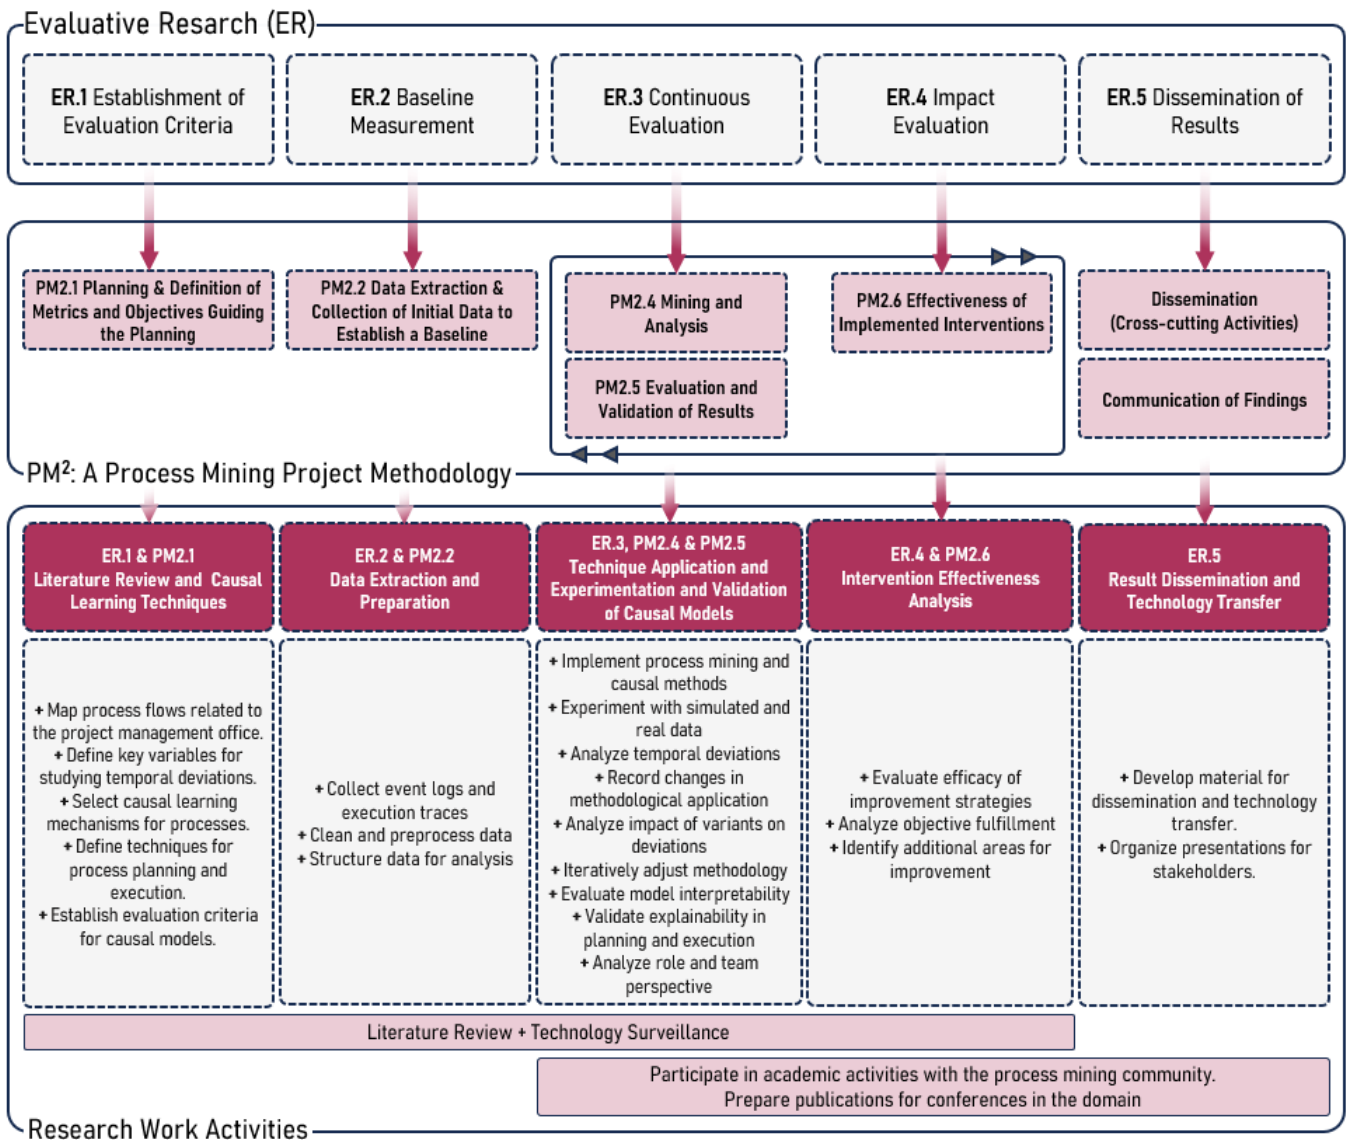 Evaluative Resarch (ER)
ER.1 Establishment of
Evaluation Criteria
ER.2 Baseline
Measurement
ER.3 Continuous
Evaluation
ER.4 Impact
Evaluation
ER.5 Dissemination of
Results
PM2.1 Planning & Definition of
Metrics and Objectives Guiding
the Planning
PM2.2 Data Extraction &
Collection of Initial Data to
Establish a Baseline
PM2.4 Mining and
Analysis
PM2.5 Evaluation and
Validation of Results
PM2.6 Effectiveness of
Implemented Interventions
Dissemination
(Cross-cutting Activities)
Communication of Findings
PM²: A Process Mining Project Methodology
ER.1 & PM2.1
Literature Review and Causal
Learning Techniques
ER.2 & PM2.2
Data Extraction and
Preparation
ER.3, PM2.4 & PM2.5
Technique Application and
Experimentation and Validation
of Causal Models
ER.4 & PM2.6
Intervention Effectiveness
Analysis
ER.5
Result Dissemination and
Technology Transfer
+ Map process flows related to
the project management office.
+ Define key variables for
studying temporal deviations.
+ Select causal learning
mechanisms for processes.
+ Define techniques for
process planning and
execution.
+ Establish evaluation criteria
for causal models.
+ Collect event logs and
execution traces
+ Clean and preprocess data
+ Structure data for analysis
+ Implement process mining and
causal methods
+ Experiment with simulated and
real data
+ Analyze temporal deviations
+ Record changes in
methodological application
+ Analyze impact of variants on
deviations
+ Iteratively adjust methodology
+ Evaluate model interpretability
+ Validate explainability in
planning and execution
+ Analyze role and team
perspective
+ Evaluate efficacy of
improvement strategies
+ Analyze objective fulfillment
+ Identify additional areas for
improvement
+ Develop material for
dissemination and technology
transfer.
+ Organize presentations for
stakeholders.
Literature Review + Technology Surveillance
Participate in academic activities with the process mining community.
Prepare publications for conferences in the domain
Research Work Activities